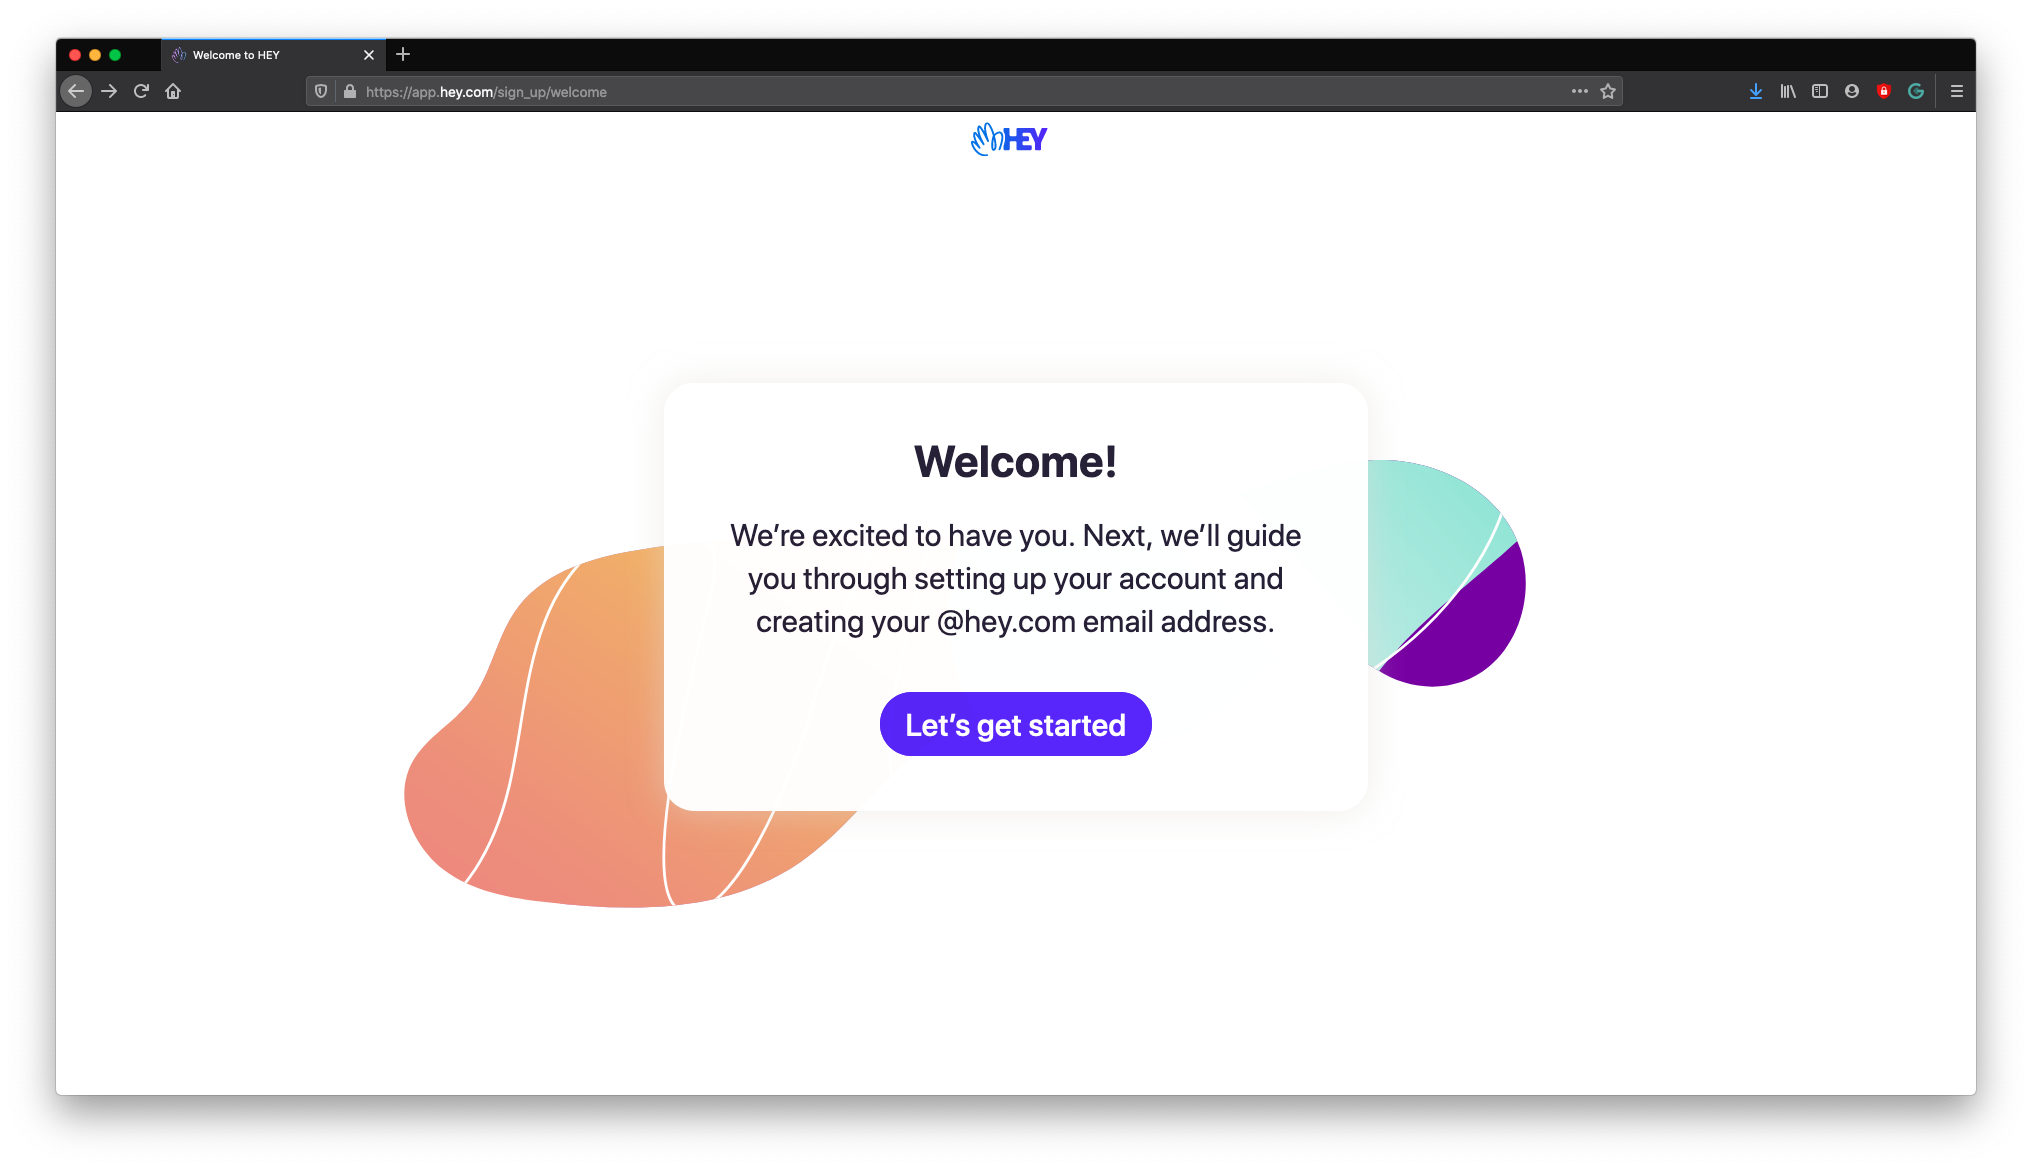 Welcome to HEY
https://app.hey.com/sign_up/welcome
HEY
Welcome!
We’re excited to have you. Next, we’ll guide
you through setting up your account and
creating your @hey.com email address.
Let’s get started